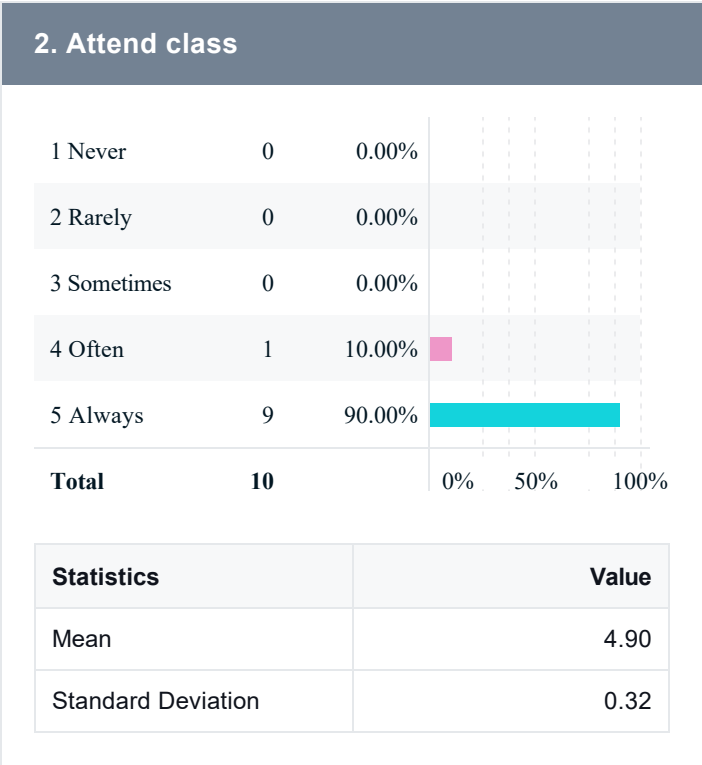 2. Attend class
1 Never 0 0.00%
2 Rarely 0 0.00%
3 Sometimes 0 0.00%
4 Often 1 10.00%
5 Always 9 90.00%
Total 10 0% 50% 100%
Statistics Value
Mean 4.90
Standard Deviation 0.32